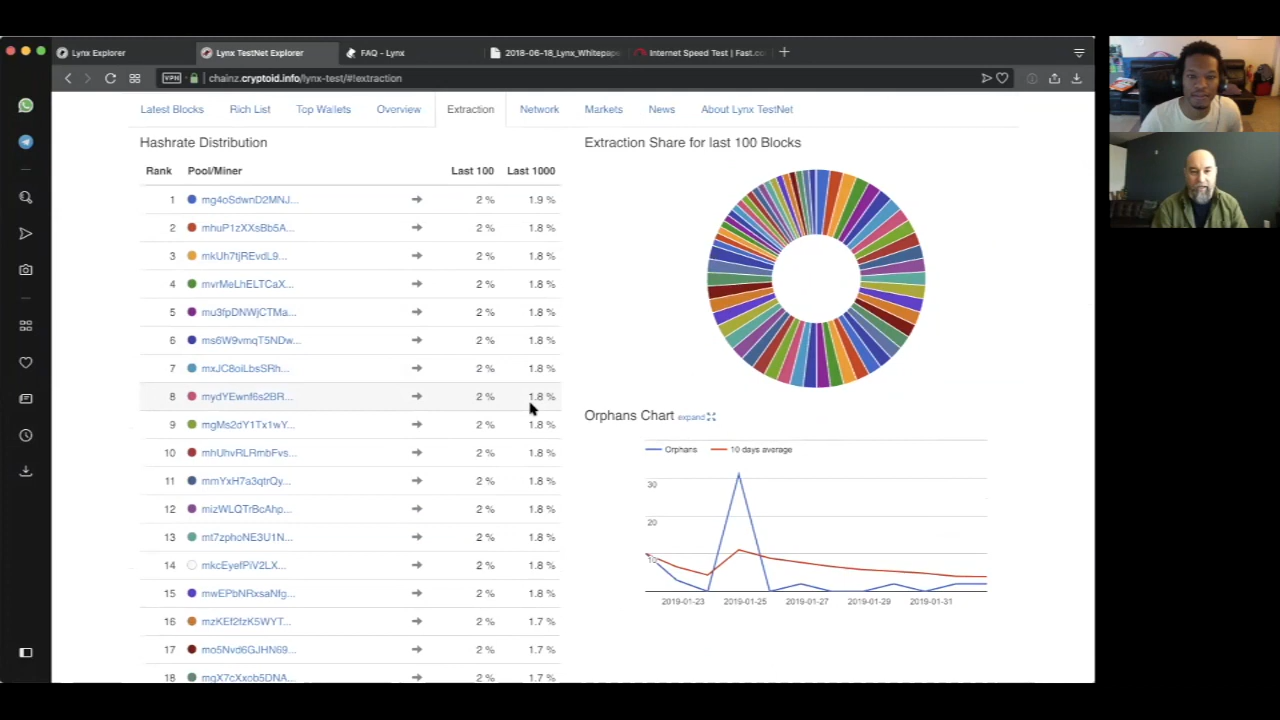 Lynx Explorer
Lynx TestNet Explorer
FAQ - Lynx
2018-06-18_Lynx_Whitepape
Internet Speed Test | Fast.co
VPN
chainz.cryptoid.info/lynx-test/#!extraction
Latest Blocks Rich List Top Wallets Overview Extraction Network Markets News About Lynx TestNet
Hashrate Distribution
Rank Pool/Miner Last 100 Last 1000
1 mg4oSdwnD2MNJ... 2 % 1.9 %
2 mhuP1zXXsBb5A... 2 % 1.8 %
3 mkUh7tjREvdL9... 2 % 1.8 %
4 mvrMeLhELTCaX... 2 % 1.8 %
5 mu3fpDNWjCTMa... 2 % 1.8 %
6 ms6W9vmqT5NDw... 2 % 1.8 %
7 mxJC8oiLbsSRh... 2 % 1.8 %
8 mydYEwnf6s2BR... 2 % 1.8 %
9 mgMs2dY1Tx1wY... 2 % 1.8 %
10 mhUhvRLRmbFvs... 2 % 1.8 %
11 mmYxH7a3qtrQy... 2 % 1.8 %
12 mizWLQTrBcAhp... 2 % 1.8 %
13 mt7zphoNE3U1N... 2 % 1.8 %
14 mkcEyefPiV2LX... 2 % 1.8 %
15 mwEPbNRxsaNfg... 2 % 1.8 %
16 mzKEf2fzK5WYT... 2 % 1.7 %
17 mo5Nvd6GJHN69... 2 % 1.7 %
18 mgX7cXxob5DNA... 2 % 1.7 %
Extraction Share for last 100 Blocks
Orphans Chart expand
Orphans 10 days average
30
20
10
2019-01-23 2019-01-25 2019-01-27 2019-01-29 2019-01-31